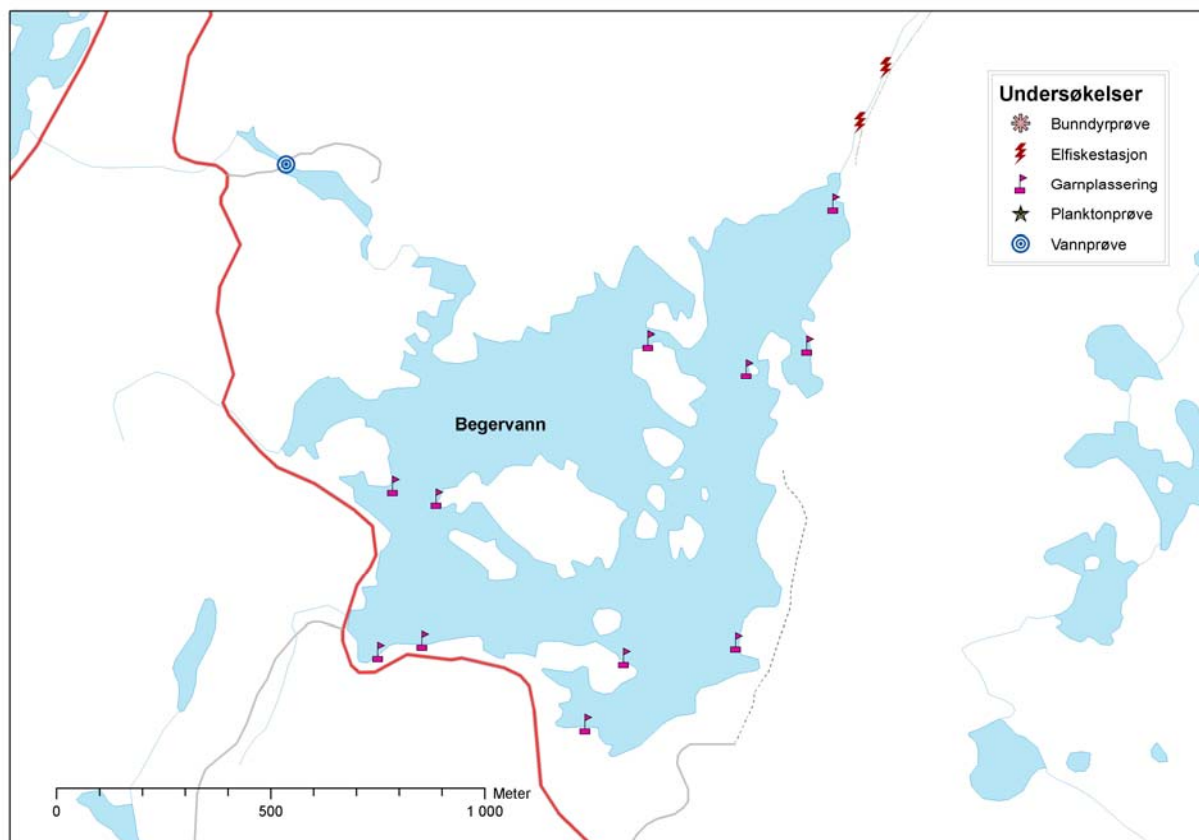 Undersøkelser
Bunndyrprøve
Elfiskestasjon
Garnplassering
Planktonprøve
Vannprøve
Begervann
Meter
0 500 1 000